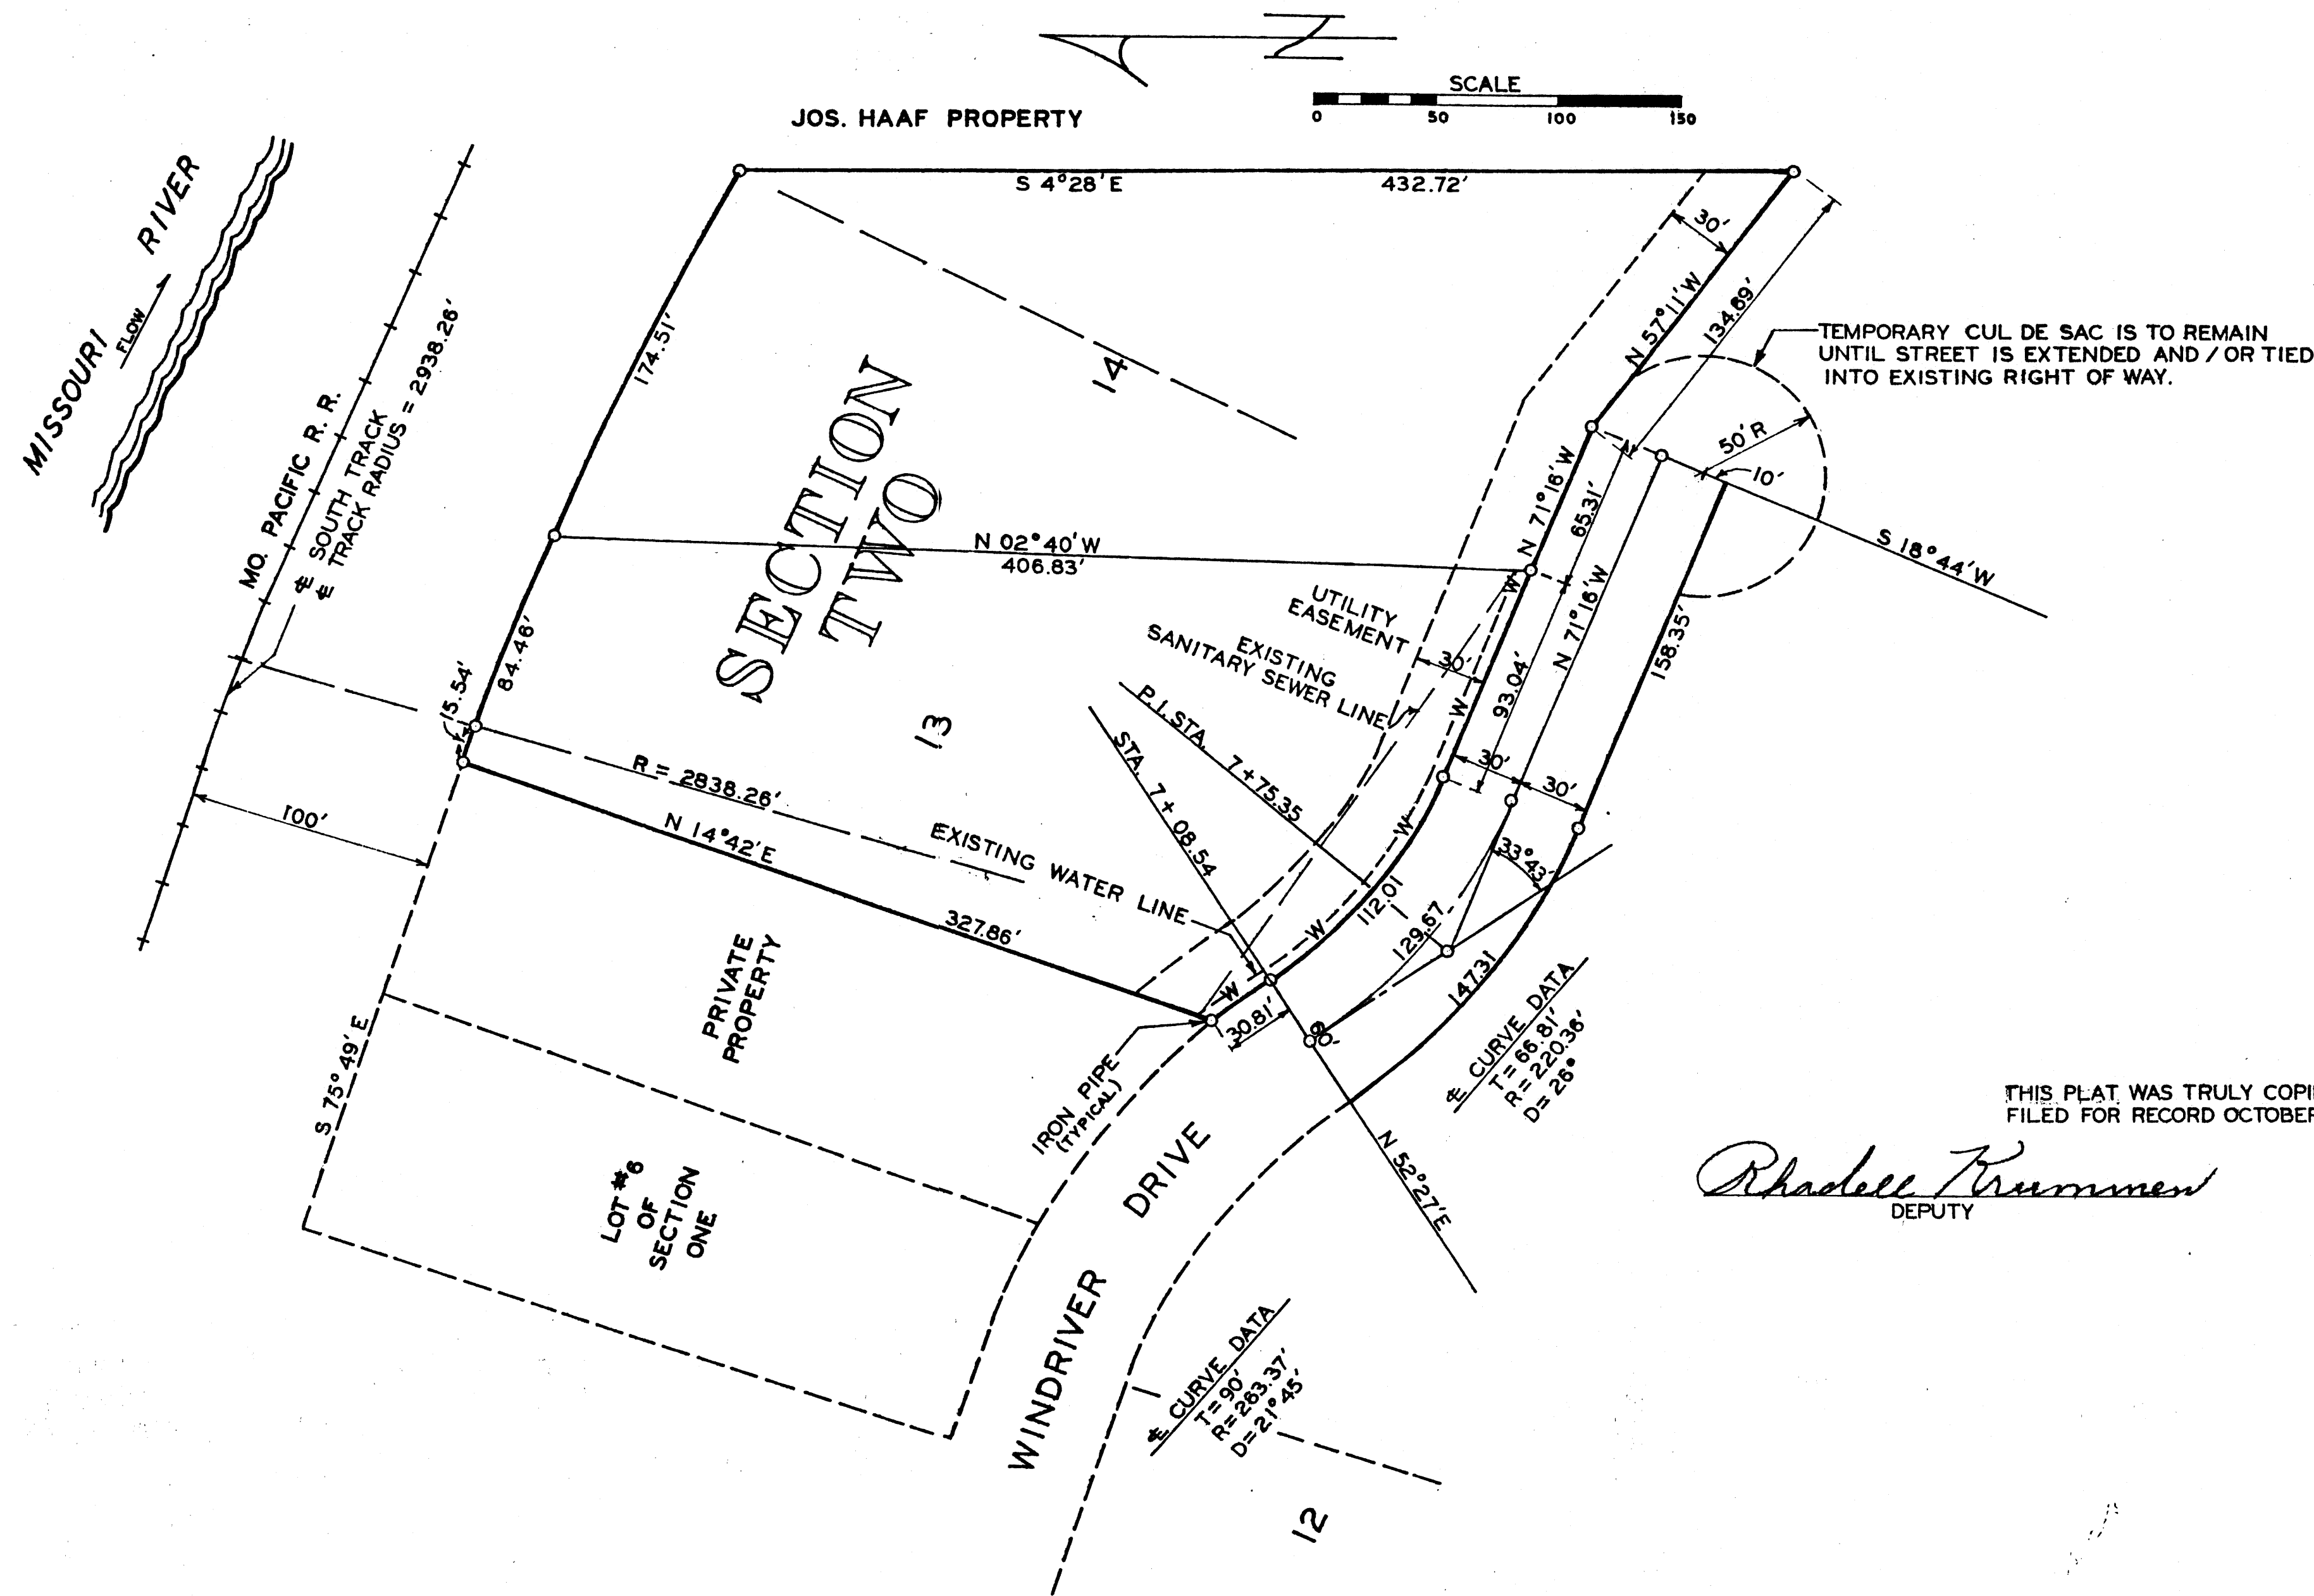 N
SCALE
0 50 100 150
JOS. HAAF PROPERTY
S 4°28'E 432.72'
MISSOURI RIVER
FLOW
MO. PACIFIC R. R.
℄ SOUTH TRACK
℄ TRACK RADIUS = 2938.26'
174.51'
SECTION
TWO
14
30'
N 57°11'W
134.89'
TEMPORARY CUL DE SAC IS TO REMAIN
UNTIL STREET IS EXTENDED AND / OR TIED
INTO EXISTING RIGHT OF WAY.
50'R
10'
S 18°44'W
N 71°16'W
65.31'
N 71°16'W
158.35'
N 02°40'W
406.83'
UTILITY
EASEMENT
30'
EXISTING
SANITARY SEWER LINE
93.04'
84.46'
15.54'
13
P. I. STA. 7+75.35
STA. 7+08.54
30'
30'
33°43'
R = 2838.26'
100'
N 14°42'E
327.86'
EXISTING WATER LINE
W
W
W
W
W
112.01
129.67
147.31
30.81'
60'
PRIVATE
PROPERTY
S 75°49' E
IRON PIPE
(TYPICAL)
℄ CURVE DATA
T= 66.81'
R= 220.36'
D= 26°
N 52°27'E
LOT #6
OF
SECTION
ONE
WINDRIVER DRIVE
℄ CURVE DATA
T= 90'
R= 263.37'
D= 21°45'
12
THIS PLAT WAS TRULY COPI
FILED FOR RECORD OCTOBER
Rhadell Krummen
DEPUTY